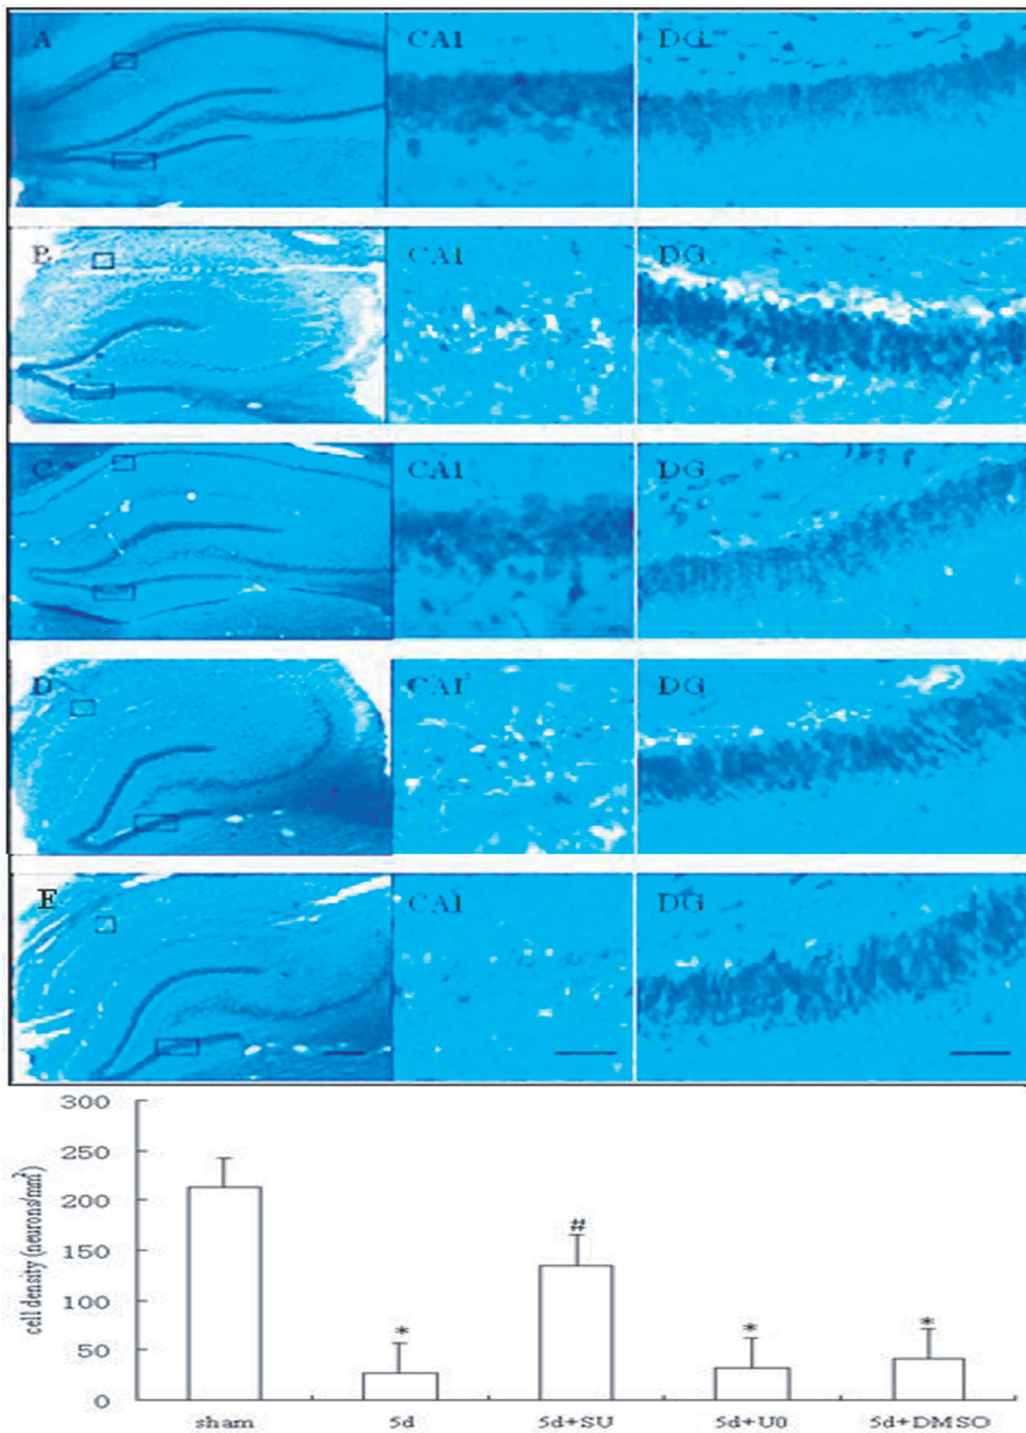 A CA1 DG
B CA1 DG
C CA1 DG
D CA1 DG
E CA1 DG
300
250
200
150
100
50
0
cell density (neurons/mm²)
*
#
*
*
sham 5d 5d+SU 5d+U0 5d+DMSO